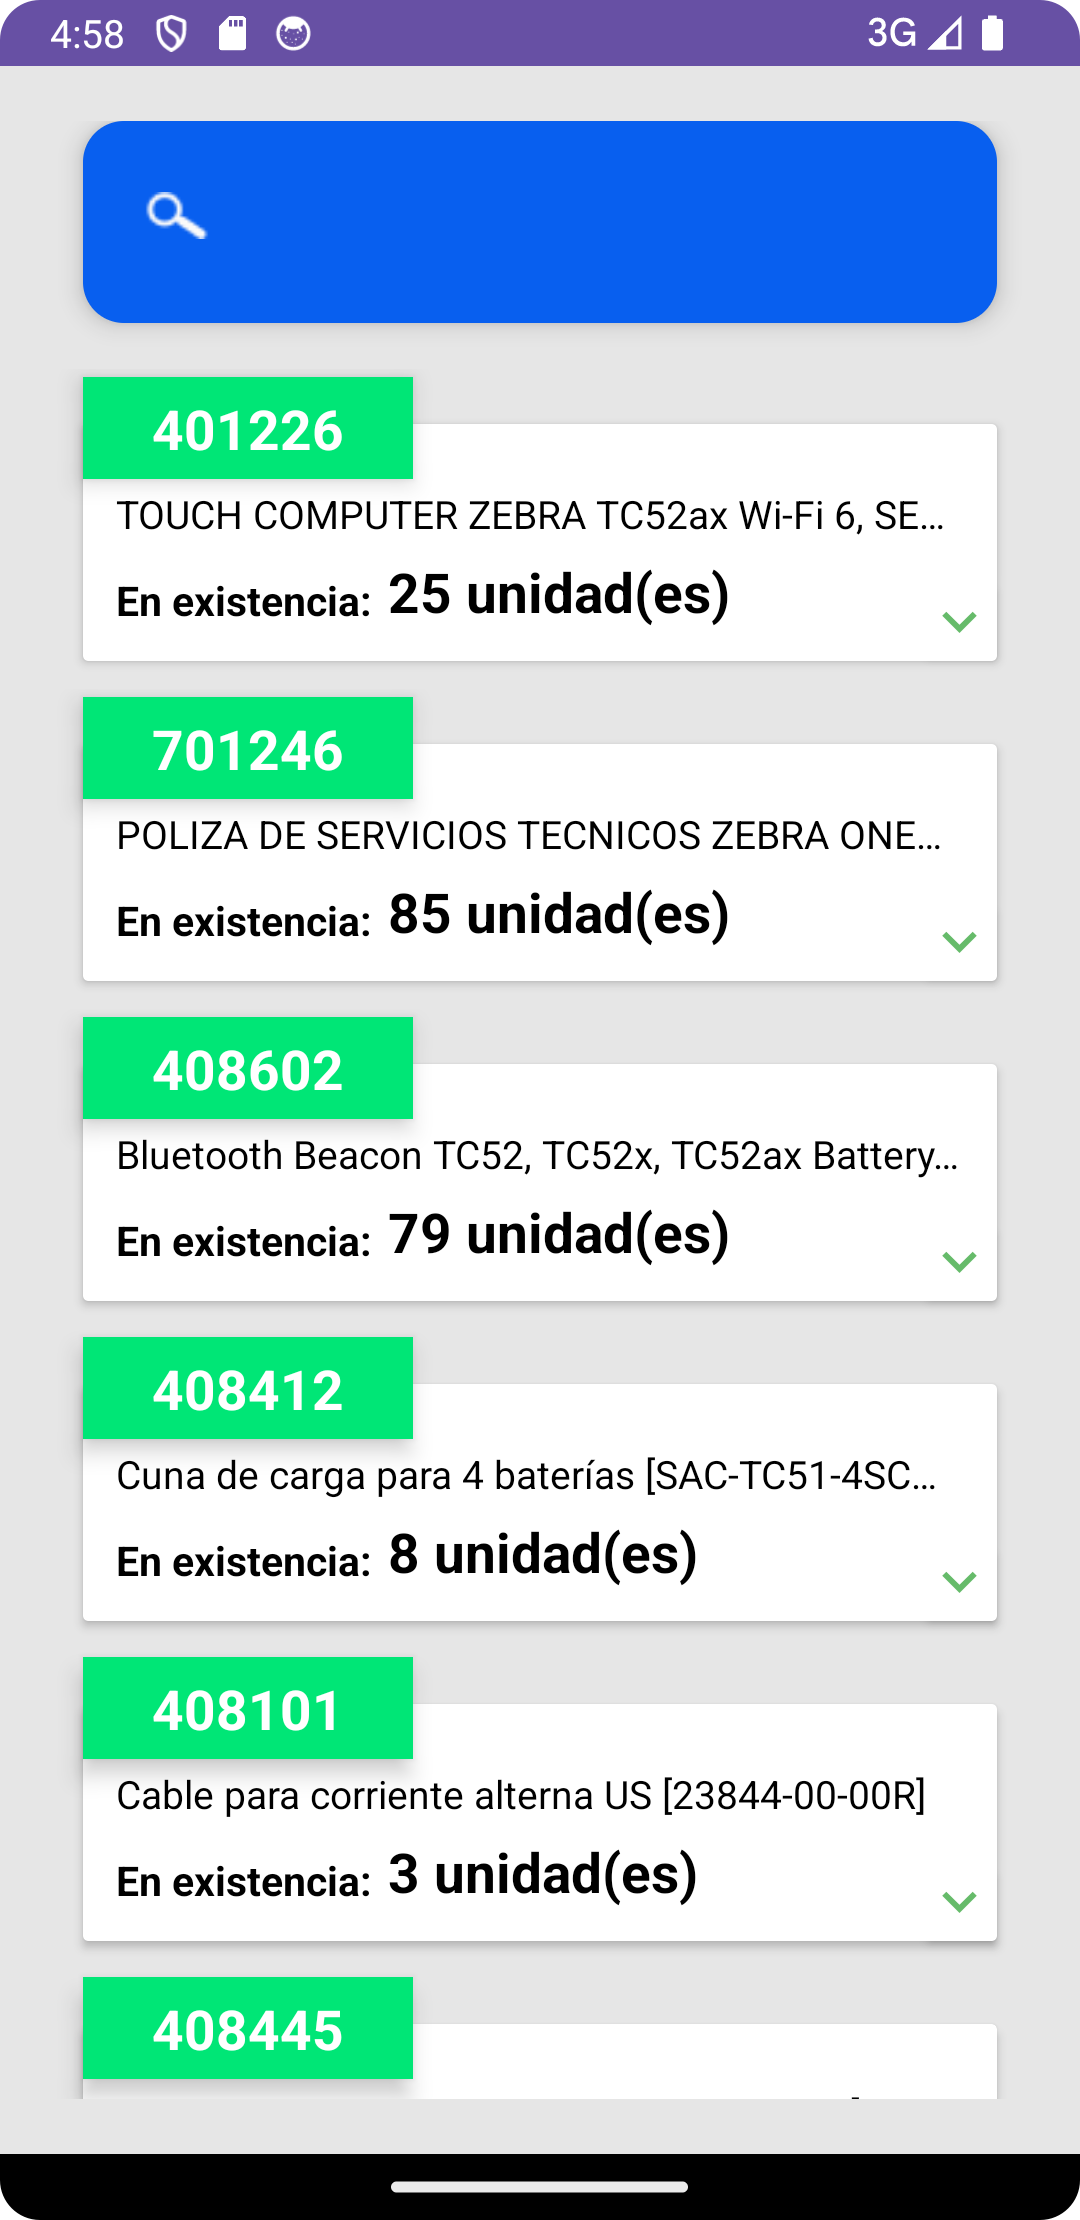 4:58
3G
401226
TOUCH COMPUTER ZEBRA TC52ax Wi-Fi 6, SE...
En existencia: 25 unidad(es)
701246
POLIZA DE SERVICIOS TECNICOS ZEBRA ONE...
En existencia: 85 unidad(es)
408602
Bluetooth Beacon TC52, TC52x, TC52ax Battery...
En existencia: 79 unidad(es)
408412
Cuna de carga para 4 baterías [SAC-TC51-4SC...
En existencia: 8 unidad(es)
408101
Cable para corriente alterna US [23844-00-00R]
En existencia: 3 unidad(es)
408445